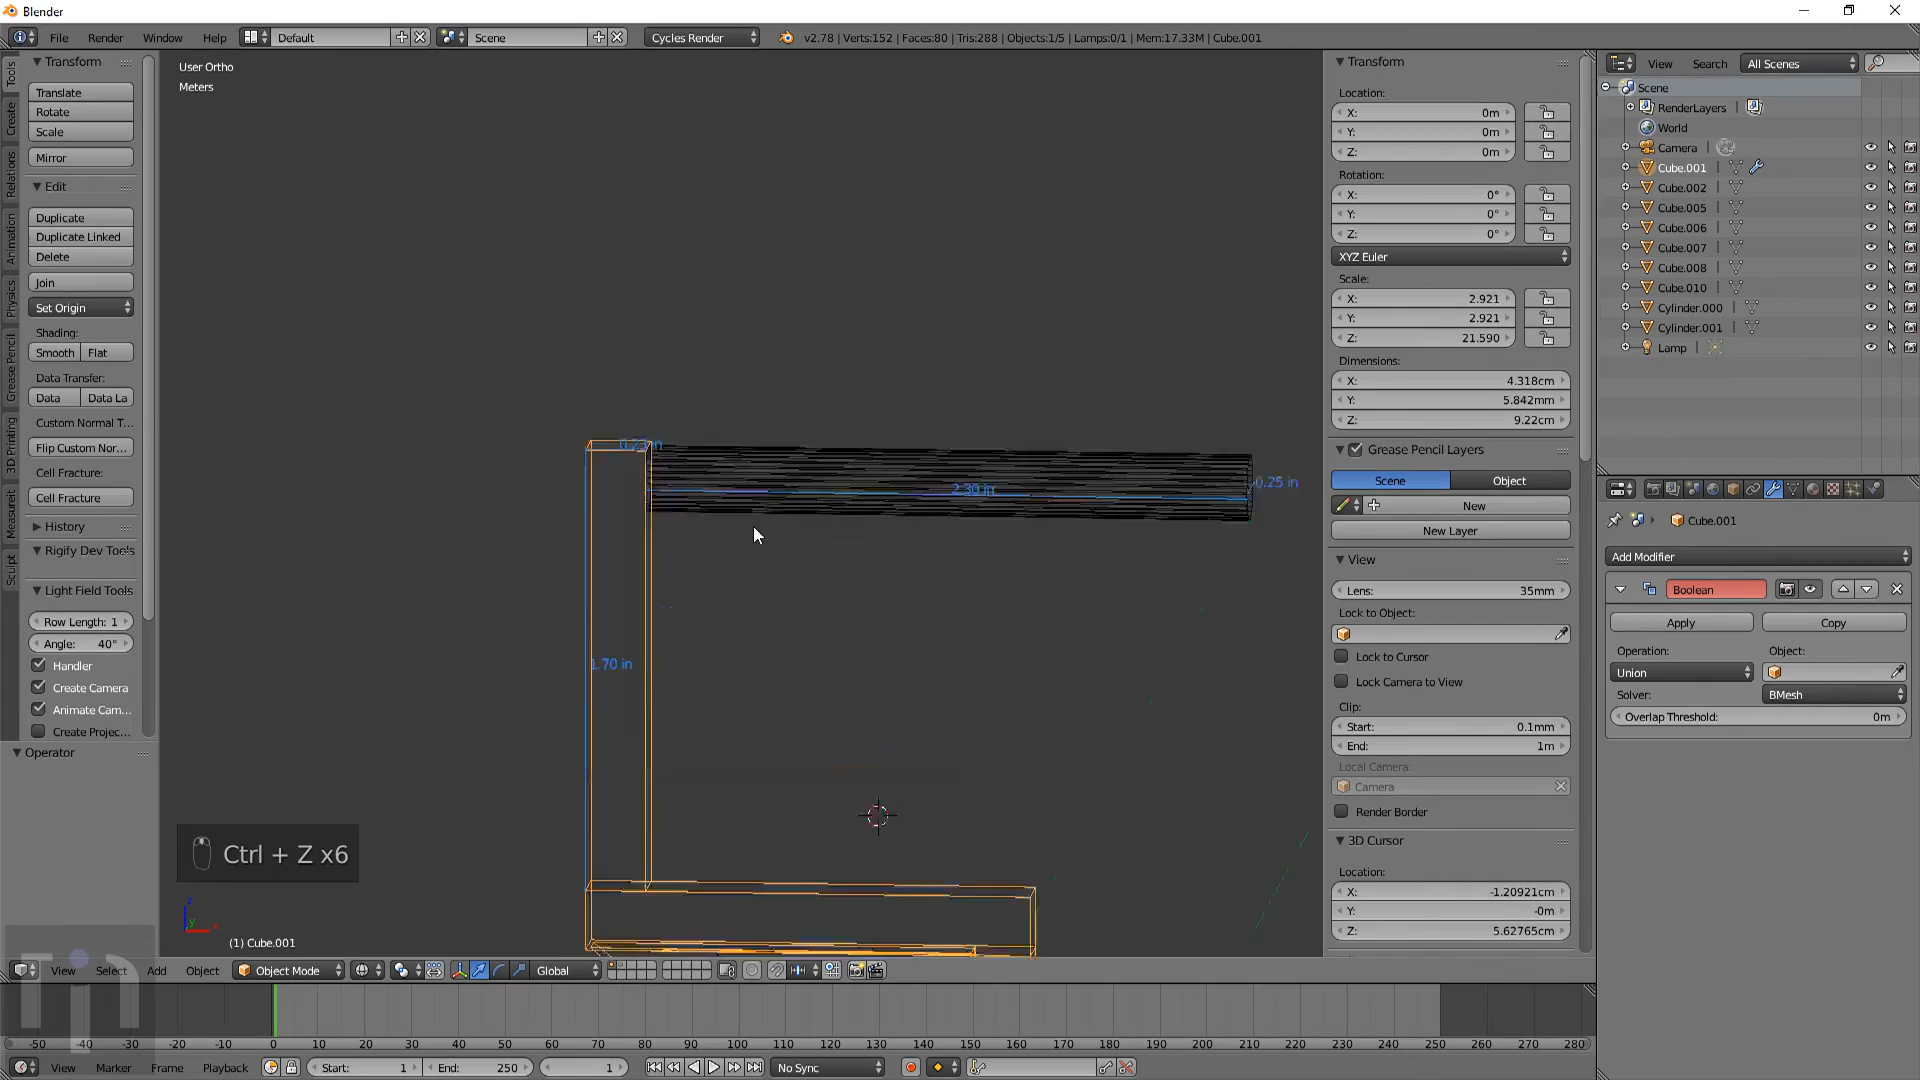 Blender
File Render Window Help Default Scene Cycles Render v2.78 | Verts:152 | Faces:80 | Tris:288 | Objects:1/5 | Lamps:0/1 | Mem:17.33M | Cube.001
Tools
Create
Relations
Animation
Physics
Grease Pencil
3D Printing
Measureit
Sculpt
Transform
Translate
Rotate
Scale
Mirror
Edit
Duplicate
Duplicate Linked
Delete
Join
Set Origin
Shading:
Smooth Flat
Data Transfer:
Data Data La
Custom Normal T...
Flip Custom Nor...
Cell Fracture:
Cell Fracture
History
Rigify Dev Tools
Light Field Tools
Row Length: 1
Angle: 40°
Handler
Create Camera
Animate Cam...
Create Projec...
Operator
User Ortho
Meters
2.30 in
0.25 in
1.70 in
Ctrl + Z x6
(1) Cube.001
Transform
Location:
X: 0m
Y: 0m
Z: 0m
Rotation:
X: 0°
Y: 0°
Z: 0°
XYZ Euler
Scale:
X: 2.921
Y: 2.921
Z: 21.590
Dimensions:
X: 4.318cm
Y: 5.842mm
Z: 9.22cm
Grease Pencil Layers
Scene Object
New
New Layer
View
Lens: 35mm
Lock to Object:
Lock to Cursor
Lock Camera to View
Clip:
Start: 0.1mm
End: 1m
Local Camera:
Camera
Render Border
3D Cursor
Location:
X: -1.20921cm
Y: -0m
Z: 5.62765cm
View Search All Scenes
Scene
RenderLayers
World
Camera
Cube.001
Cube.002
Cube.005
Cube.006
Cube.007
Cube.008
Cube.010
Cylinder.000
Cylinder.001
Lamp
Cube.001
Add Modifier
Boolean
Apply Copy
Operation: Object:
Union
Solver: BMesh
Overlap Threshold: 0m
View Select Add Object Object Mode Global
-50 -40 -30 -20 -10 0 10 20 30 40 50 60 70 80 90 100 110 120 130 140 150 160 170 180 190 200 210 220 230 240 250 260 270 280
View Marker Frame Playback Start: 1 End: 250 1 No Sync